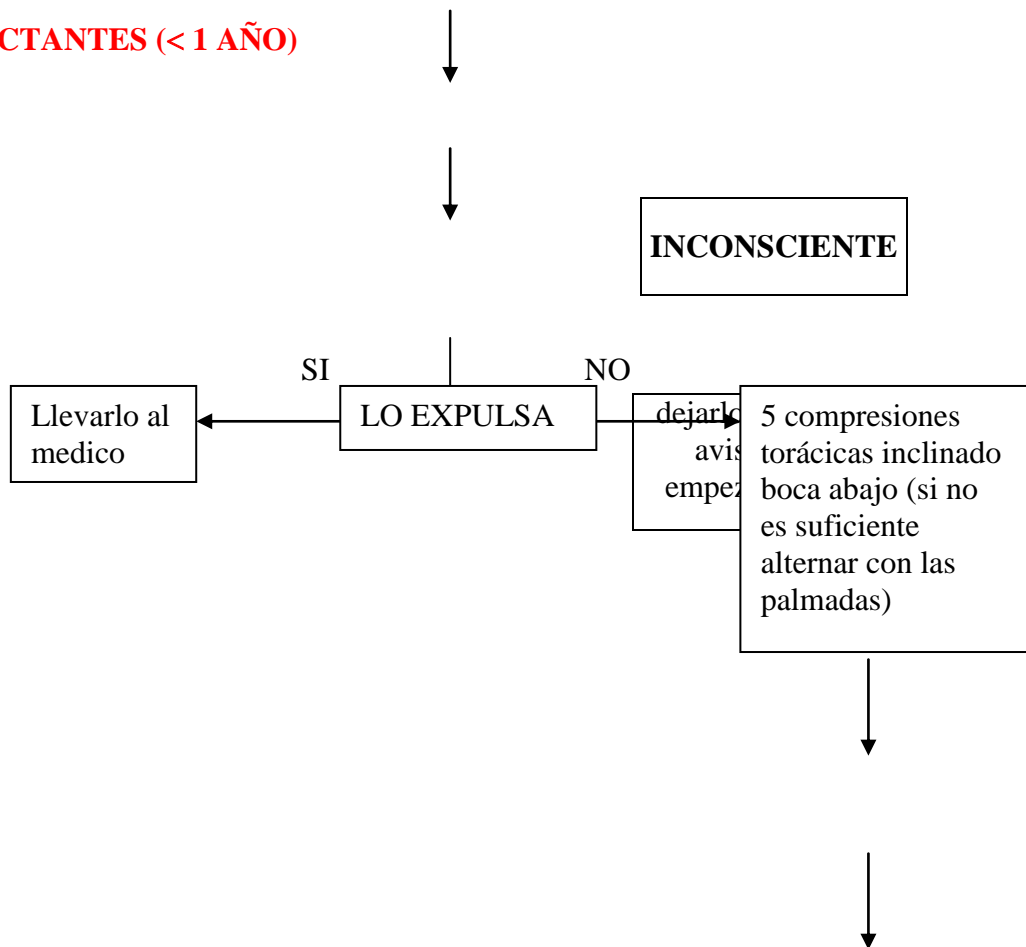 CTANTES (< 1 AÑO)
INCONSCIENTE
SI
NO
Llevarlo al
medico
LO EXPULSA
5 compresiones
torácicas inclinado
boca abajo (si no
es suficiente
alternar con las
palmadas)